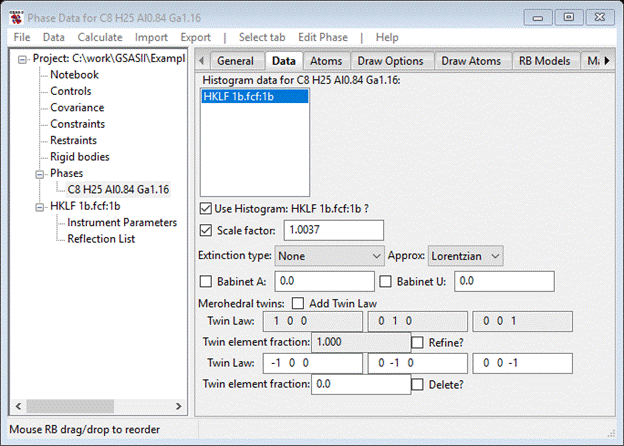 Phase Data for C8 H25 Al0.84 Ga1.16
File Data Calculate Import Export | Select tab Edit Phase | Help
Project: C:\work\GSASII\Exampl
Notebook
Controls
Covariance
Constraints
Restraints
Rigid bodies
Phases
C8 H25 Al0.84 Ga1.16
HKLF 1b.fcf:1b
Instrument Parameters
Reflection List
General Data Atoms Draw Options Draw Atoms RB Models
Histogram data for C8 H25 Al0.84 Ga1.16:
HKLF 1b.fcf:1b
Use Histogram: HKLF 1b.fcf:1b ?
Scale factor: 1.0037
Extinction type: None Approx: Lorentzian
Babinet A: 0.0 Babinet U: 0.0
Merohedral twins: Add Twin Law
Twin Law: 1 0 0 0 1 0 0 0 1
Twin element fraction: 1.000 Refine?
Twin Law: -1 0 0 0 -1 0 0 0 -1
Twin element fraction: 0.0 Delete?
Mouse RB drag/drop to reorder